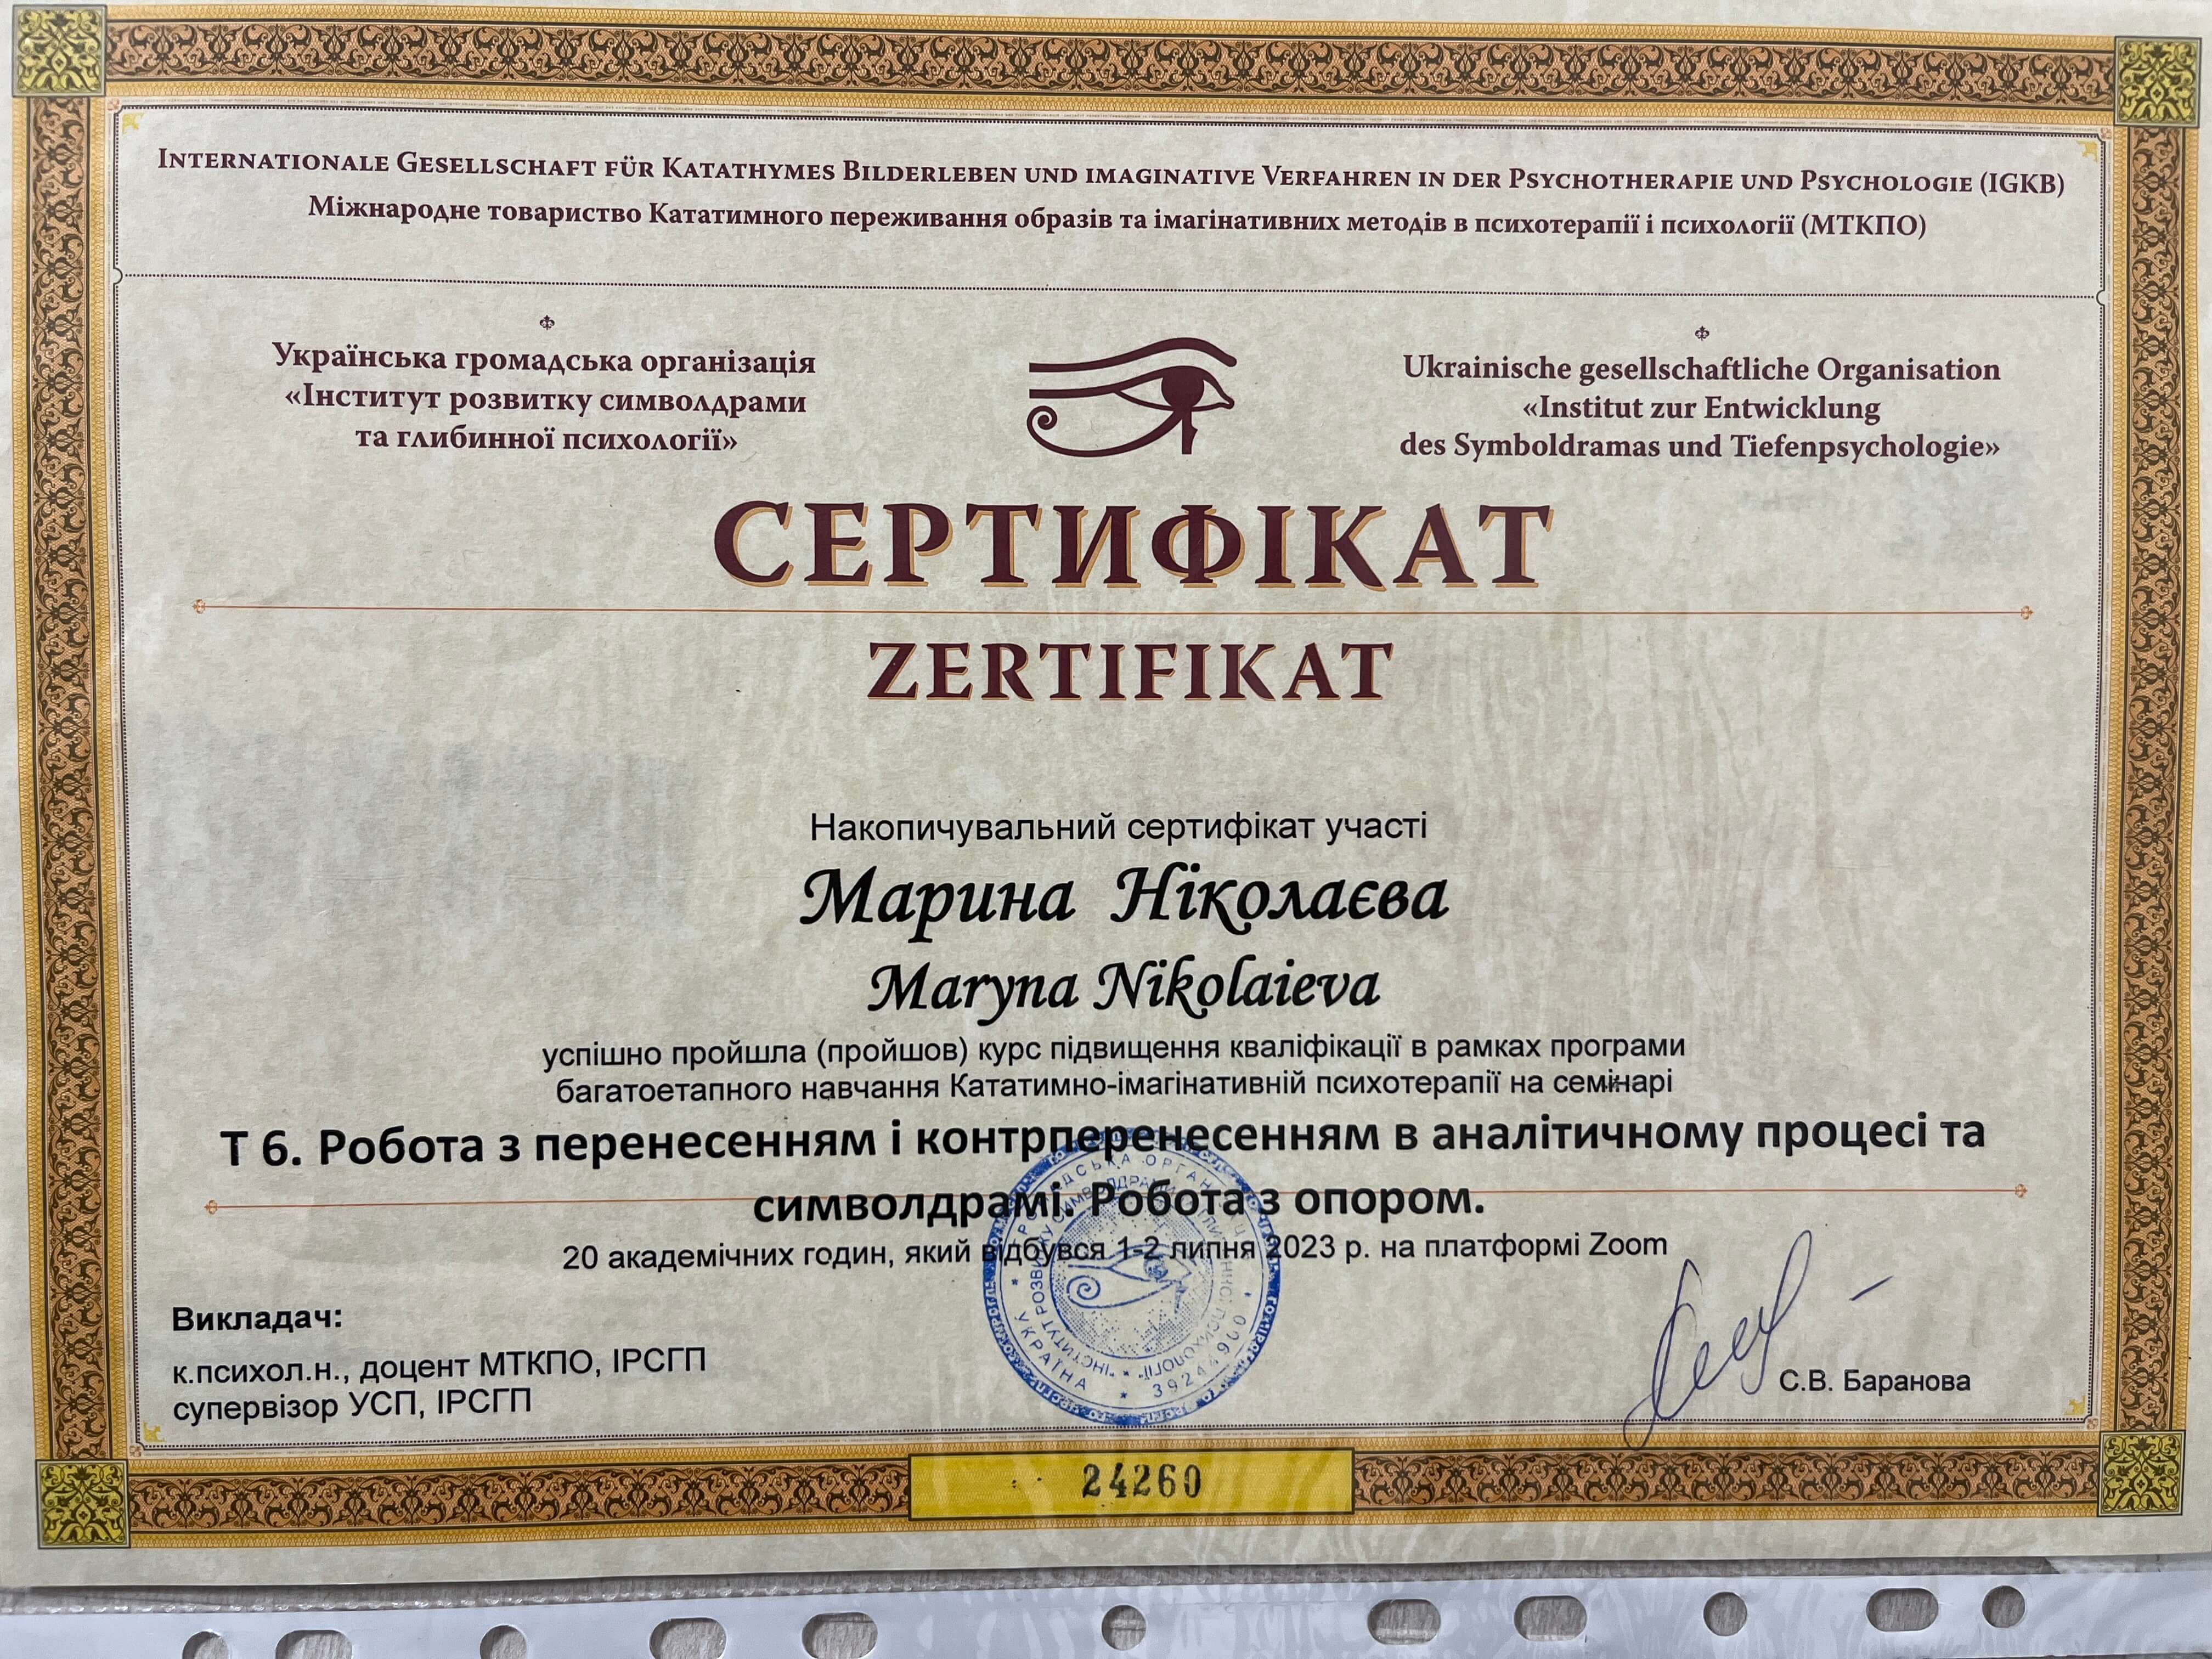 Internationale Gesellschaft für Katathymes Bilderleben und imaginative Verfahren in der Psychotherapie und Psychologie (IGKB)
Міжнародне товариство Кататимного переживання образів та імагінативних методів в психотерапії і психології (МТКПО)
Українська громадська організація
«Інститут розвитку символдрами
та глибинної психології»
Ukrainische gesellschaftliche Organisation
«Institut zur Entwicklung
des Symboldramas und Tiefenpsychologie»
СЕРТИФІКАТ
ZERTIFIKAT
Накопичувальний сертифікат участі
Марина Ніколаєва
Maryna Nikolaieva
успішно пройшла (пройшов) курс підвищення кваліфікації в рамках програми
багатоетапного навчання Кататимно-імагінативній психотерапії на семінарі
Т 6. Робота з перенесенням і контрперенесенням в аналітичному процесі та
символдрамі. Робота з опором.
20 академічних годин, який відбувся 1-2 липня 2023 р. на платформі Zoom
Викладач:
к.психол.н., доцент МТКПО, ІРСГП
супервізор УСП, ІРСГП
С.В. Баранова
УКРАЇНА
39244960
24260